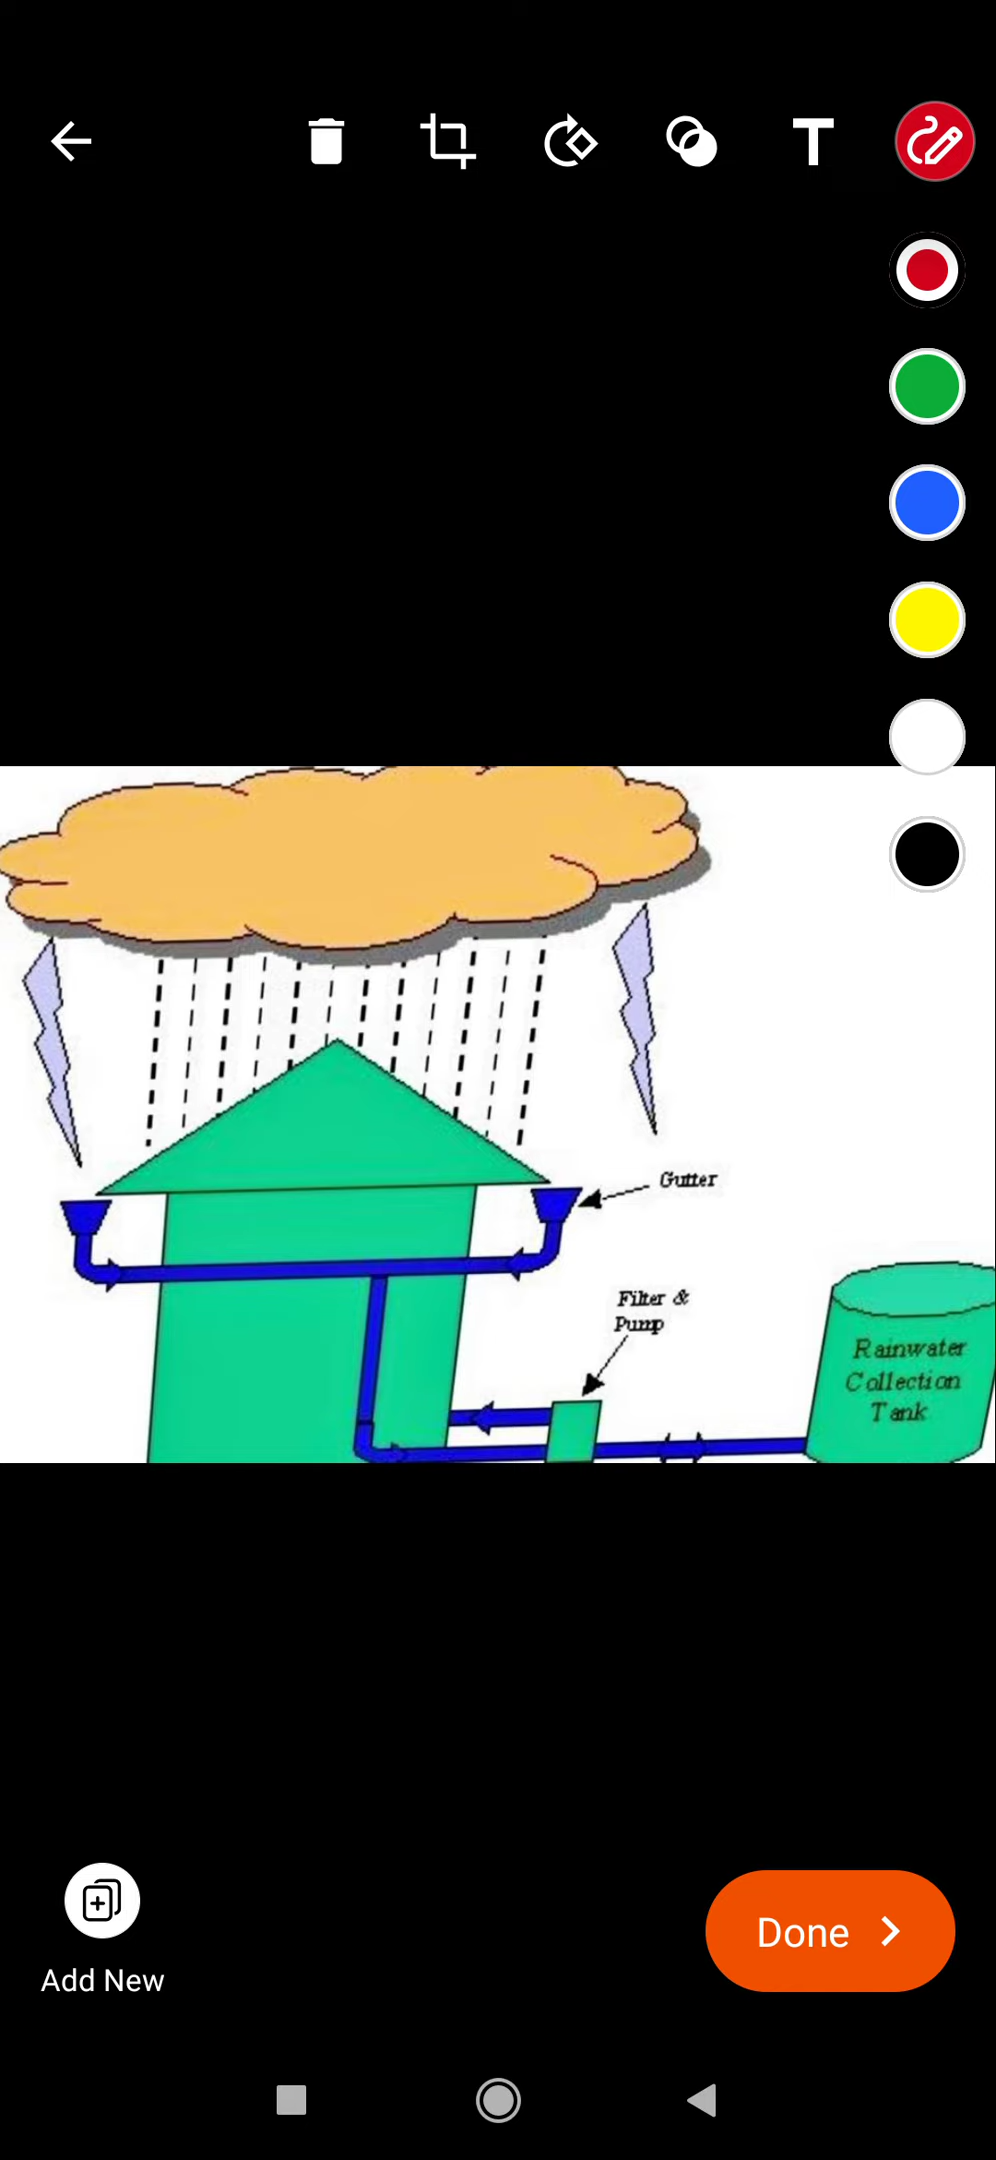 T
Gutter
Filter &
Pump
Rainwater
Collection
Tank
Add New
Done